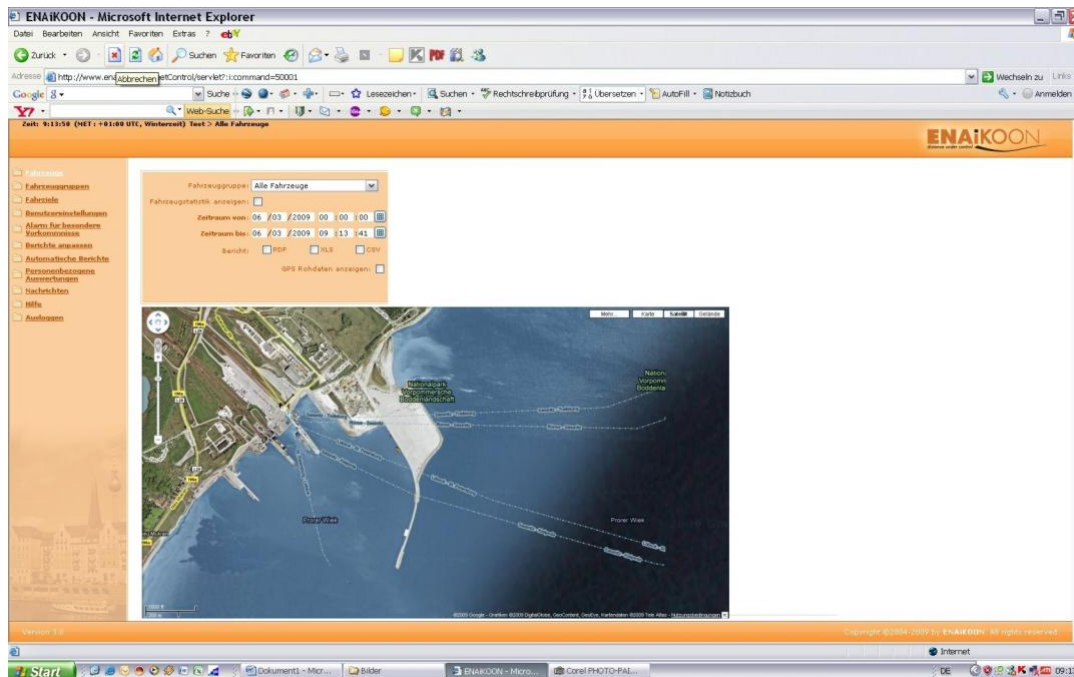 ENAiKOON - Microsoft Internet Explorer
Datei Bearbeiten Ansicht Favoriten Extras ?
Zurück Suchen Favoriten
Adresse http://www.ena
Abbrechen
etControl/servlet?:i:command=50001
Wechseln zu Links
Google Suche Lesezeichen Suchen Rechtschreibprüfung Übersetzen AutoFill Notizbuch Anmelden
Web-Suche
Zeit: 9:13:50 (MET: +01:00 UTC, Winterzeit) Test > Alle Fahrzeuge
ENAiKOON
Fahrzeuge
Fahrzeuggruppen
Fahrziele
Benutzereinstellungen
Alarm für besondere
Vorkommnisse
Berichte anpassen
Automatische Berichte
Personenbezogene
Auswertungen
Nachrichten
Hilfe
Ausloggen
Fahrzeuggruppe: Alle Fahrzeuge
Fahrzeugstatistik anzeigen:
Zeitraum von: 06 /03 /2009 00 :00 :00
Zeitraum bis: 06 /03 /2009 09 :13 :41
Bericht: PDF XLS CSV
GPS Rohdaten anzeigen:
Mehr... Karte Satellit Gelände
Nationalpark
Vorpommersche
Boddenlandschaft
Nation
Vorpomm
Boddenla
Prorer Wiek
Prorer Wiek
Version 3.0
Copyright ©2004-2009 by ENAiKOON. All rights reserved.
Internet
Start Dokument1 - Micr... Bilder ENAiKOON - Micro... Corel PHOTO-PAI... DE